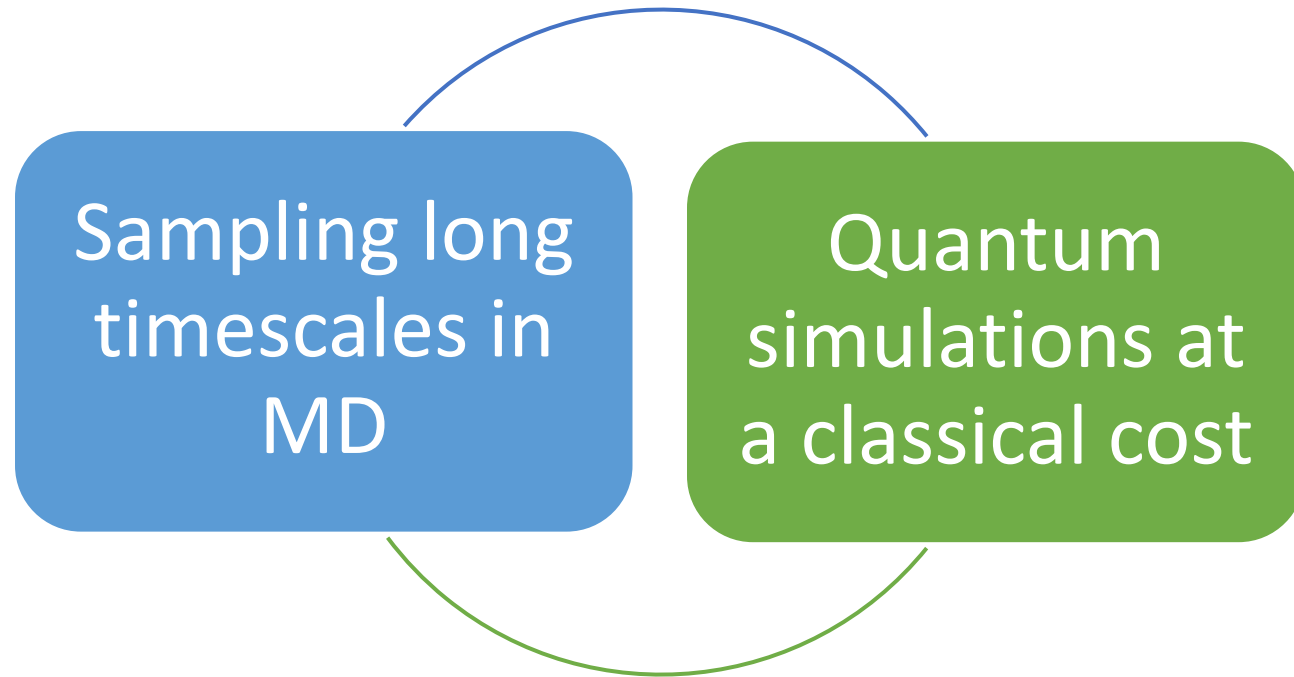 Sampling long
timescales in
MD
Quantum
simulations at
a classical cost